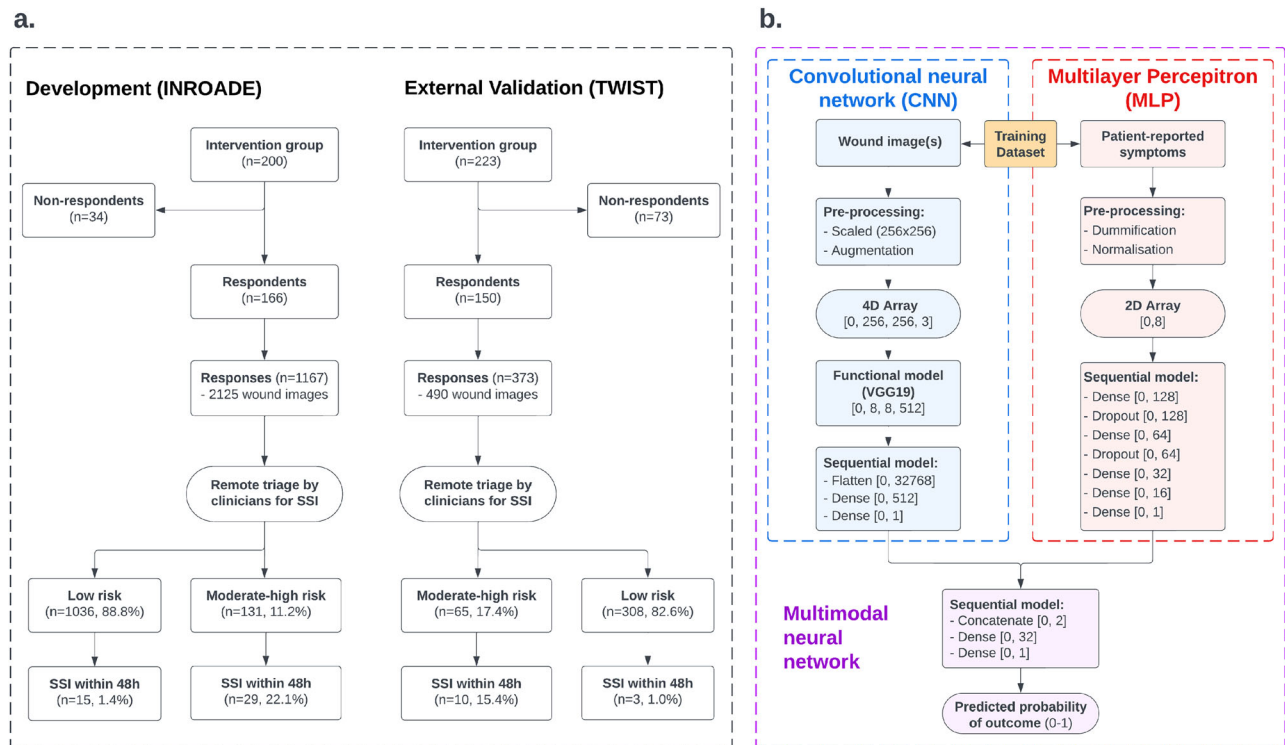 a.
Development (INROADE)
External Validation (TWIST)
Intervention group
(n=200)
Non-respondents
(n=34)
Respondents
(n=166)
Responses (n=1167)
- 2125 wound images
Remote triage by
clinicians for SSI
Low risk
(n=1036, 88.8%)
Moderate-high risk
(n=131, 11.2%)
SSI within 48h
(n=15, 1.4%)
SSI within 48h
(n=29, 22.1%)
Intervention group
(n=223)
Non-respondents
(n=73)
Respondents
(n=150)
Responses (n=373)
- 490 wound images
Remote triage by
clinicians for SSI
Moderate-high risk
(n=65, 17.4%)
Low risk
(n=308, 82.6%)
SSI within 48h
(n=10, 15.4%)
SSI within 48h
(n=3, 1.0%)
b.
Convolutional neural
network (CNN)
Multilayer Percepitron
(MLP)
Training
Dataset
Wound image(s)
Pre-processing:
- Scaled (256x256)
- Augmentation
4D Array
[0, 256, 256, 3]
Functional model
(VGG19)
[0, 8, 8, 512]
Sequential model:
- Flatten [0, 32768]
- Dense [0, 512]
- Dense [0, 1]
Patient-reported
symptoms
Pre-processing:
- Dummification
- Normalisation
2D Array
[0,8]
Sequential model:
- Dense [0, 128]
- Dropout [0, 128]
- Dense [0, 64]
- Dropout [0, 64]
- Dense [0, 32]
- Dense [0, 16]
- Dense [0, 1]
Multimodal
neural
network
Sequential model:
- Concatenate [0, 2]
- Dense [0, 32]
- Dense [0, 1]
Predicted probability
of outcome (0-1)